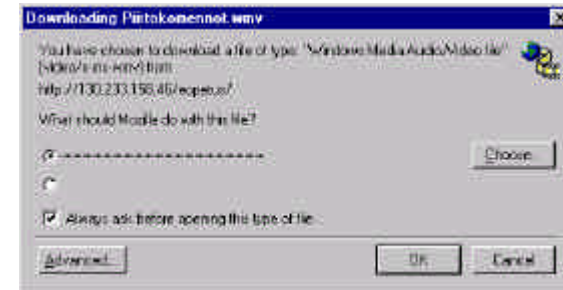 Downloading Piirtokomennot.wmv
You have chosen to download a file of type: "Windows Media Audio/Video file"
(video/x-ms-wmv) from
http://130.233.158.46/eopetus/
What should Mozilla do with this file?
Choose...
Always ask before opening this type of file
Advanced... OK Cancel